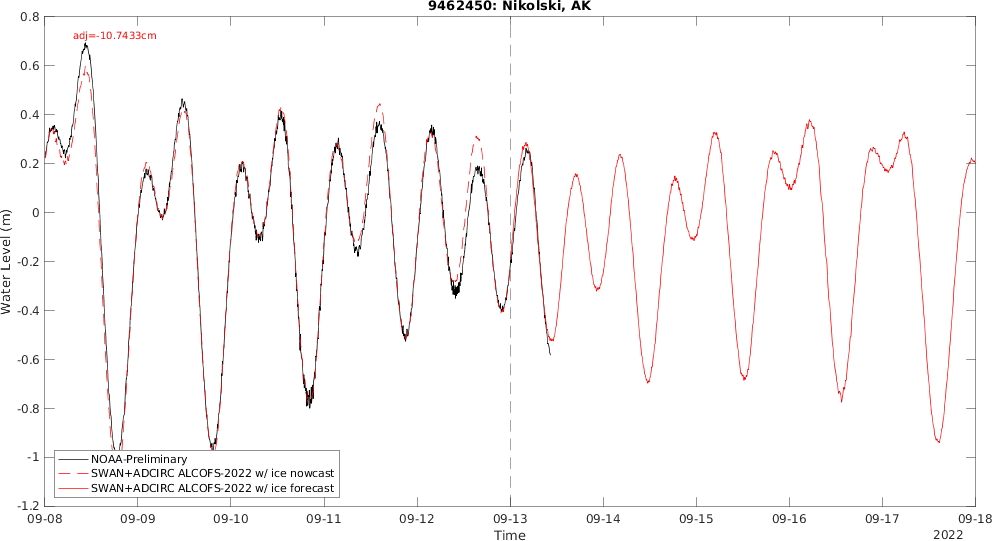 9462450: Nikolski, AK
adj=-10.7433cm
Water Level (m)
0.8
0.6
0.4
0.2
0
-0.2
-0.4
-0.6
-0.8
-1
-1.2
NOAA-Preliminary
SWAN+ADCIRC ALCOFS-2022 w/ ice nowcast
SWAN+ADCIRC ALCOFS-2022 w/ ice forecast
09-08 09-09 09-10 09-11 09-12 09-13 09-14 09-15 09-16 09-17 09-18
Time
2022